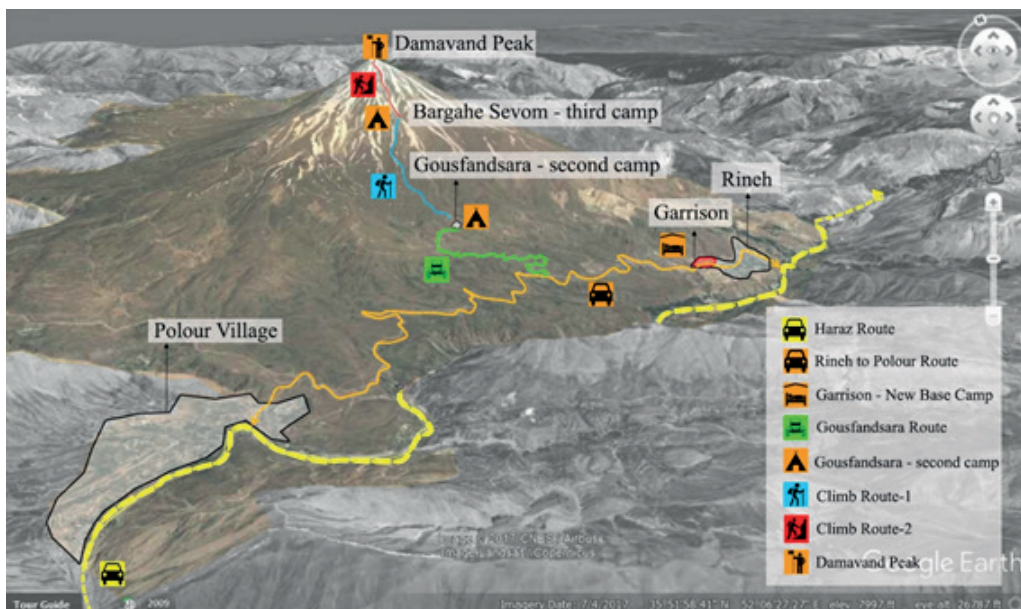 Damavand Peak
Bargahe Sevom - third camp
Gousfandsara - second camp
Rineh
Garrison
Polour Village
Haraz Route
Rineh to Polour Route
Garrison - New Base Camp
Gousfandsara Route
Gousfandsara - second camp
Climb Route-1
Climb Route-2
Damavand Peak
Google Earth
Tour Guide
2009
Imagery Date: 7/4/2017